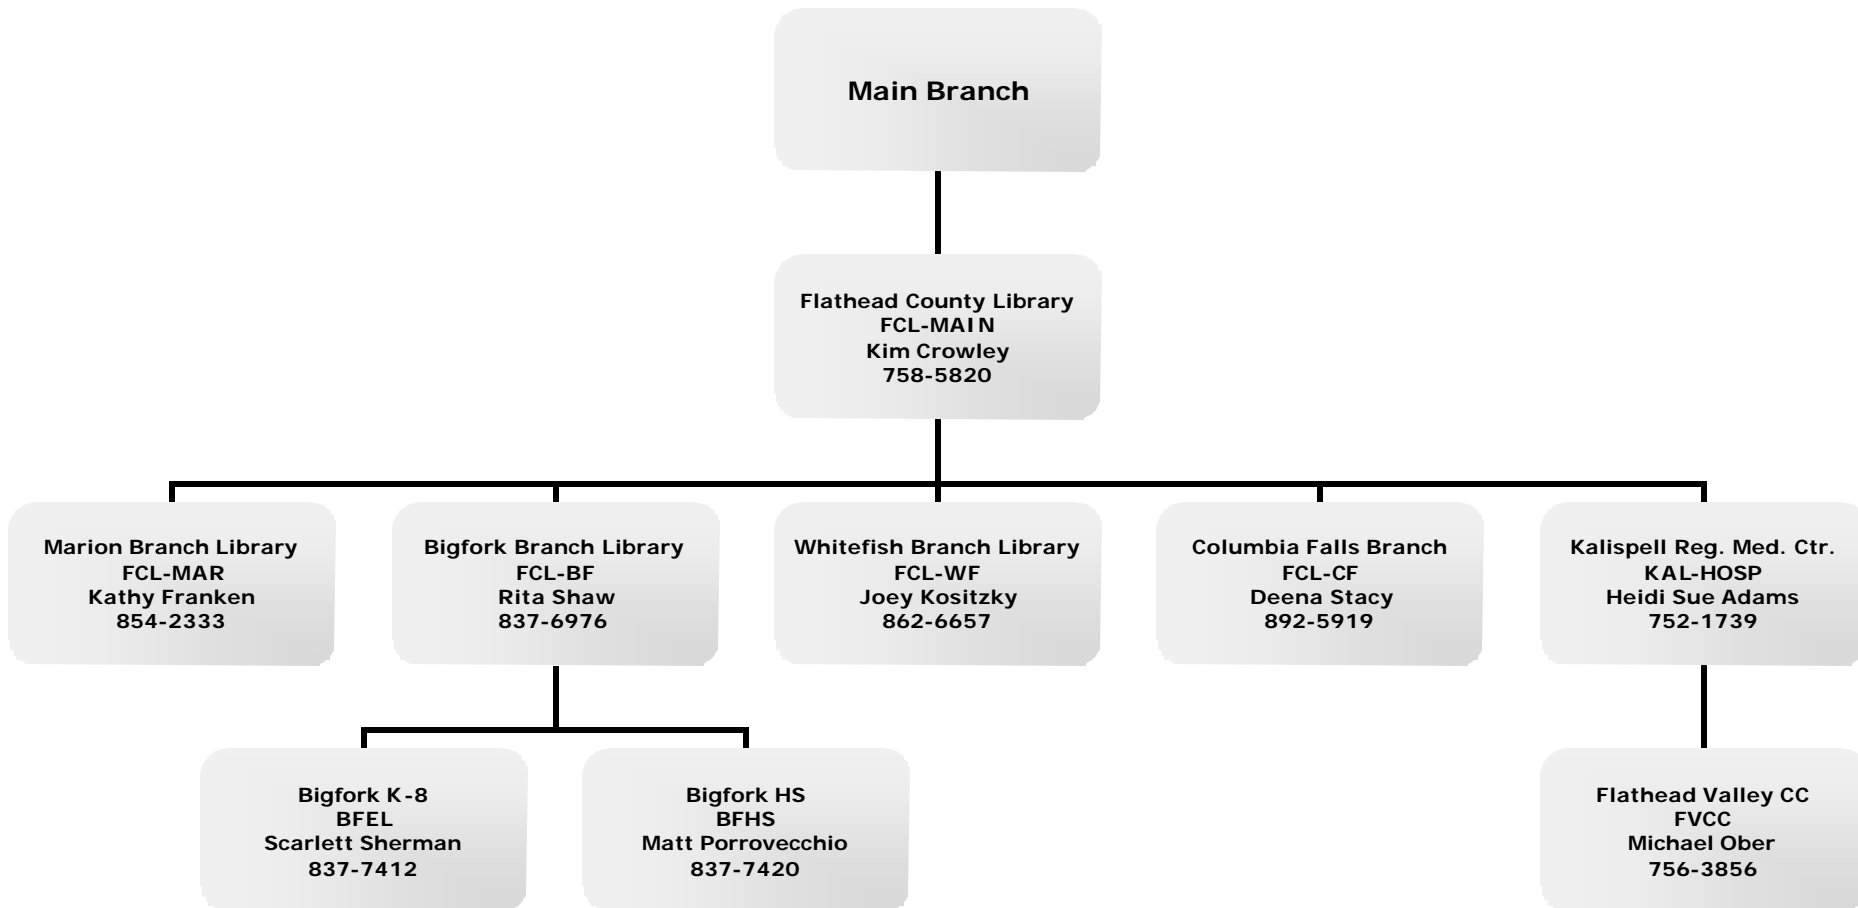 Main Branch
Flathead County Library
FCL-MAIN
Kim Crowley
758-5820
Marion Branch Library
FCL-MAR
Kathy Franken
854-2333
Bigfork Branch Library
FCL-BF
Rita Shaw
837-6976
Whitefish Branch Library
FCL-WF
Joey Kositzky
862-6657
Columbia Falls Branch
FCL-CF
Deena Stacy
892-5919
Kalispell Reg. Med. Ctr.
KAL-HOSP
Heidi Sue Adams
752-1739
Bigfork K-8
BFEL
Scarlett Sherman
837-7412
Bigfork HS
BFHS
Matt Porrovecchio
837-7420
Flathead Valley CC
FVCC
Michael Ober
756-3856